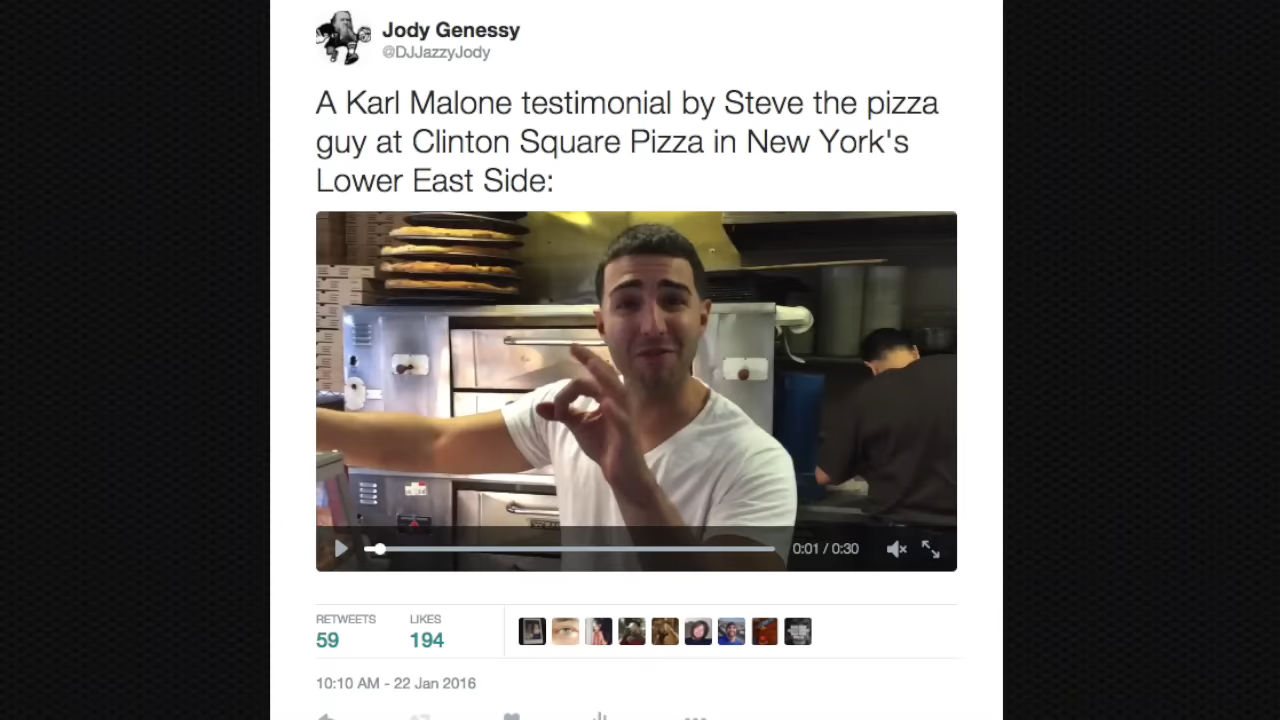 Jody Genessy
@DJJazzyJody
A Karl Malone testimonial by Steve the pizza
guy at Clinton Square Pizza in New York's
Lower East Side:
0:01 / 0:30
RETWEETS LIKES
59 194
10:10 AM - 22 Jan 2016